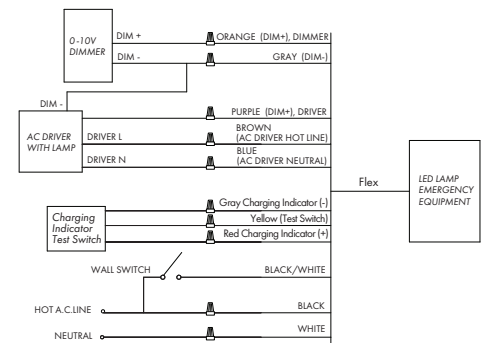 0-10V
DIMMER
DIM +
ORANGE (DIM+), DIMMER
DIM -
GRAY (DIM-)
DIM -
PURPLE (DIM+), DRIVER
AC DRIVER
WITH LAMP
DRIVER L
BROWN
(AC DRIVER HOT LINE)
DRIVER N
BLUE
(AC DRIVER NEUTRAL)
Flex
LED LAMP
EMERGENCY
EQUIPMENT
Charging
Indicator
Test Switch
Gray Charging Indicator (-)
Yellow (Test Switch)
Red Charging Indicator (+)
WALL SWITCH
BLACK/WHITE
HOT A.C.LINE
BLACK
NEUTRAL
WHITE